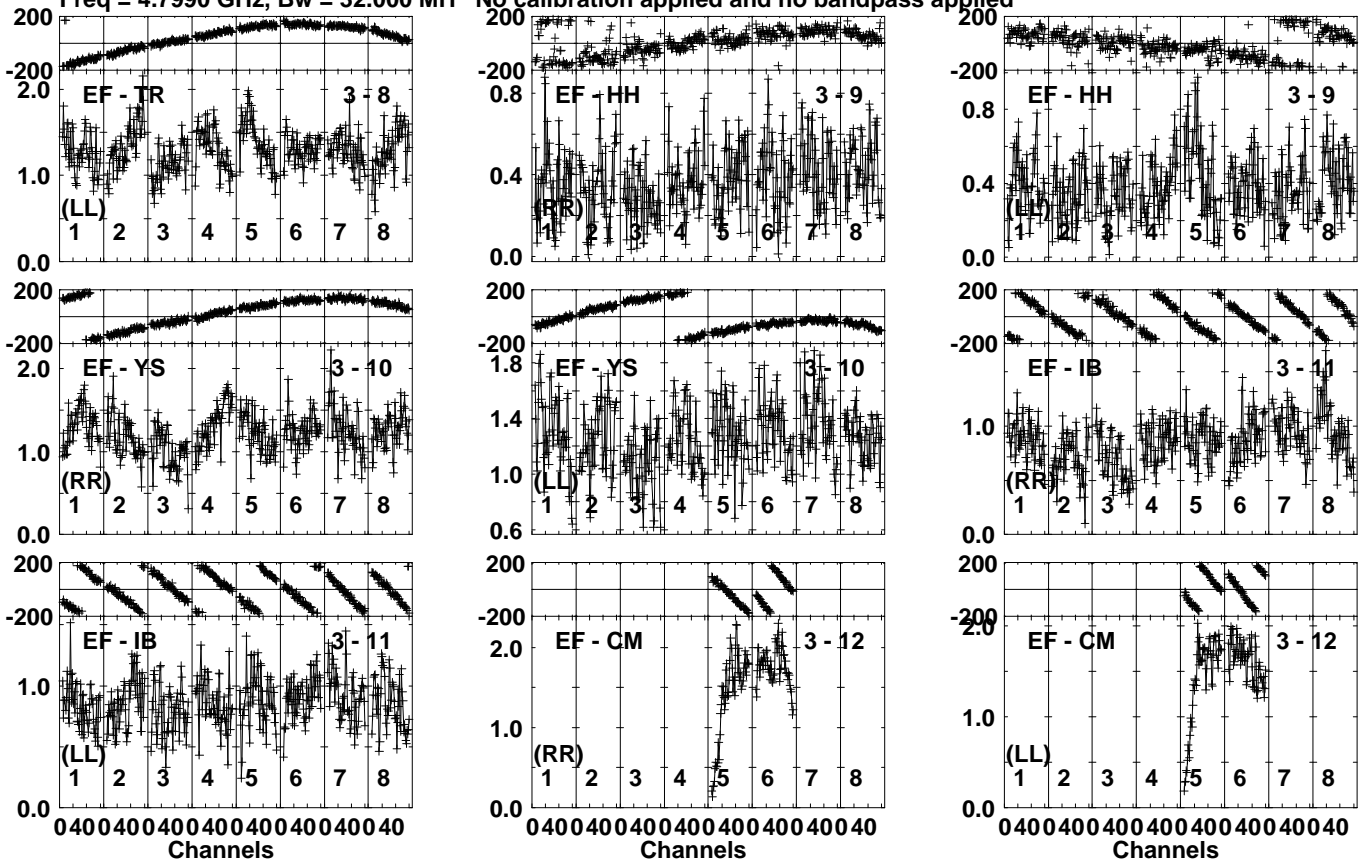 Freq = 4.7990 GHz, Bw = 32.000 MH No calibration applied and no bandpass applied
200
-200
2.0
1.0
0.0
EF - TR 3 - 8
(LL)
1 2 3 4 5 6 7 8
200
-200
0.8
0.4
0.0
EF - HH 3 - 9
(RR)
1 2 3 4 5 6 7 8
200
-200
0.8
0.4
0.0
EF - HH 3 - 9
(LL)
1 2 3 4 5 6 7 8
200
-200
2.0
1.0
0.0
EF - YS 3 - 10
(RR)
1 2 3 4 5 6 7 8
200
-200
1.8
1.4
1.0
0.6
EF - YS 3 - 10
(LL)
1 2 3 4 5 6 7 8
200
-200
1.0
0.0
EF - IB 3 - 11
(RR)
1 2 3 4 5 6 7 8
200
-200
1.0
0.0
EF - IB 3 - 11
(LL)
1 2 3 4 5 6 7 8
0 40 0 40 0 40 0 40 0 40 0 40 0 40 0 40
Channels
200
-200
2.0
1.0
0.0
EF - CM 3 - 12
(RR)
1 2 3 4 5 6 7 8
0 40 0 40 0 40 0 40 0 40 0 40 0 40 0 40
Channels
200
-200
2.0
1.0
0.0
EF - CM 3 - 12
(LL)
1 2 3 4 5 6 7 8
0 40 0 40 0 40 0 40 0 40 0 40 0 40 0 40
Channels